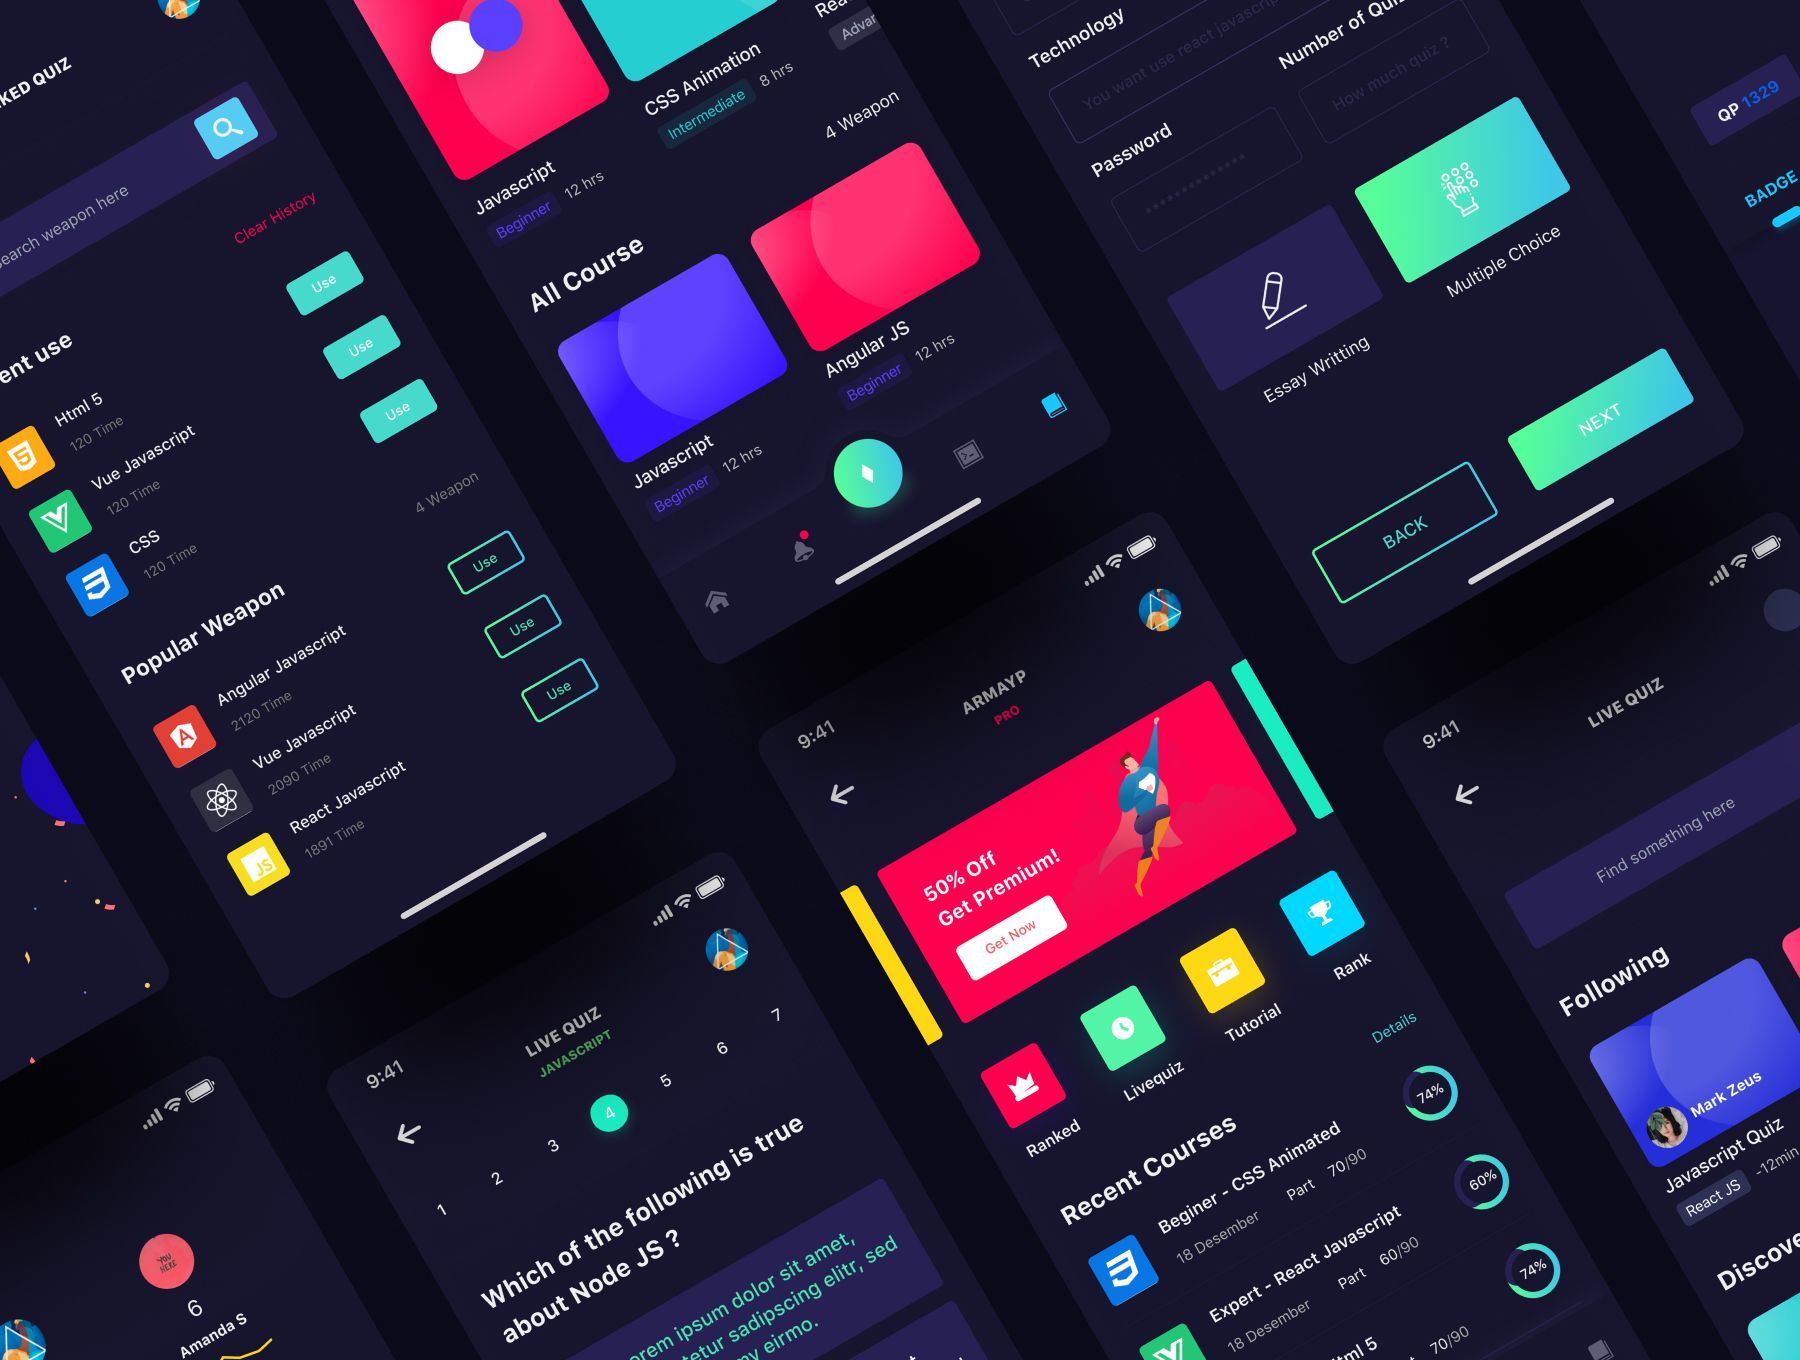 KED QUIZ
earch weapon here
Clear History
ent use
Html 5
120 Time
Use
Vue Javascript
120 Time
Use
CSS
120 Time
Use
Popular Weapon
4 Weapon
Angular Javascript
2120 Time
Use
Vue Javascript
2090 Time
Use
React Javascript
1891 Time
Use
JS
Javascript
Beginner
12 hrs
CSS Animation
Intermediate
8 hrs
Rea
Advan
All Course
4 Weapon
Javascript
Beginner
12 hrs
Angular JS
Beginner
12 hrs
Technology
You want use react javascrip
Password
Number of Qui
How much quiz ?
Essay Writting
Multiple Choice
BACK
NEXT
QP 1329
BADGE
YOU
HERE
6
Amanda S
9:41
LIVE QUIZ
JAVASCRIPT
1
2
3
4
5
6
7
Which of the following is true
about Node JS ?
orem ipsum dolor sit amet,
tetur sadipscing elitr, sed
my eirmo.
9:41
ARMAYP
PRO
50% Off
Get Premium!
Get Now
Ranked
Livequiz
Tutorial
Rank
Recent Courses
Details
Beginer - CSS Animated
18 Desember
Part 70/90
74%
Expert - React Javascript
18 Desember
Part 60/90
60%
tml 5
70/90
74%
9:41
LIVE QUIZ
Find something here
Following
Mark Zeus
Javascript Quiz
React JS
-12min
Discove